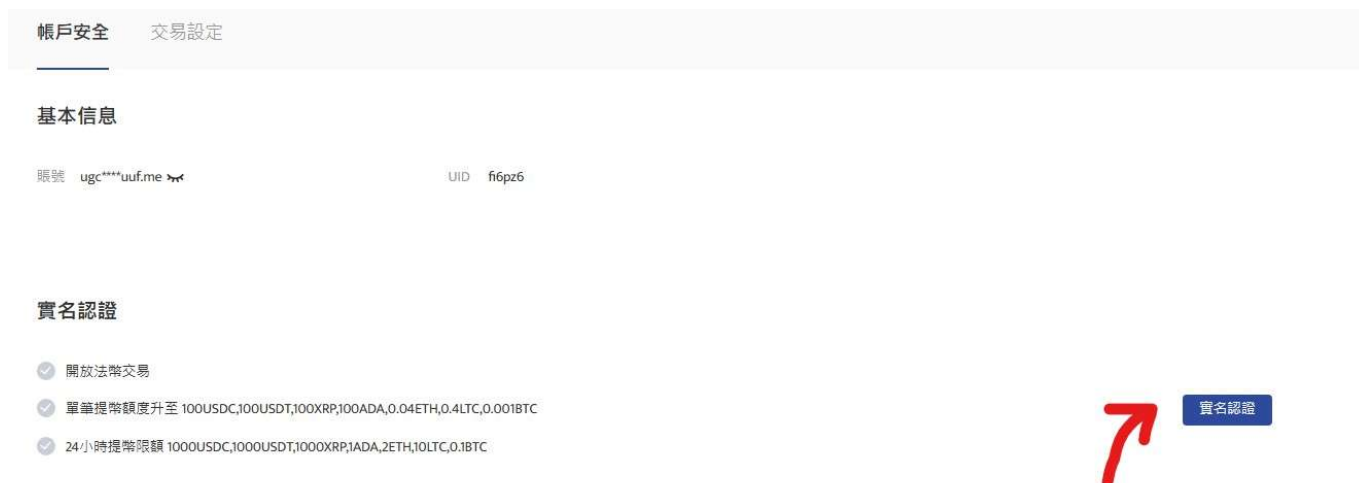 帳戶安全 交易設定
基本信息
賬號 ugc****uuf.me UID fi6pz6
實名認證
開放法幣交易
單筆提幣額度升至 100USDC,100USDT,100XRP,100ADA,0.04ETH,0.4LTC,0.001BTC
實名認證
24小時提幣限額 1000USDC,1000USDT,1000XRP,1ADA,2ETH,10LTC,0.1BTC